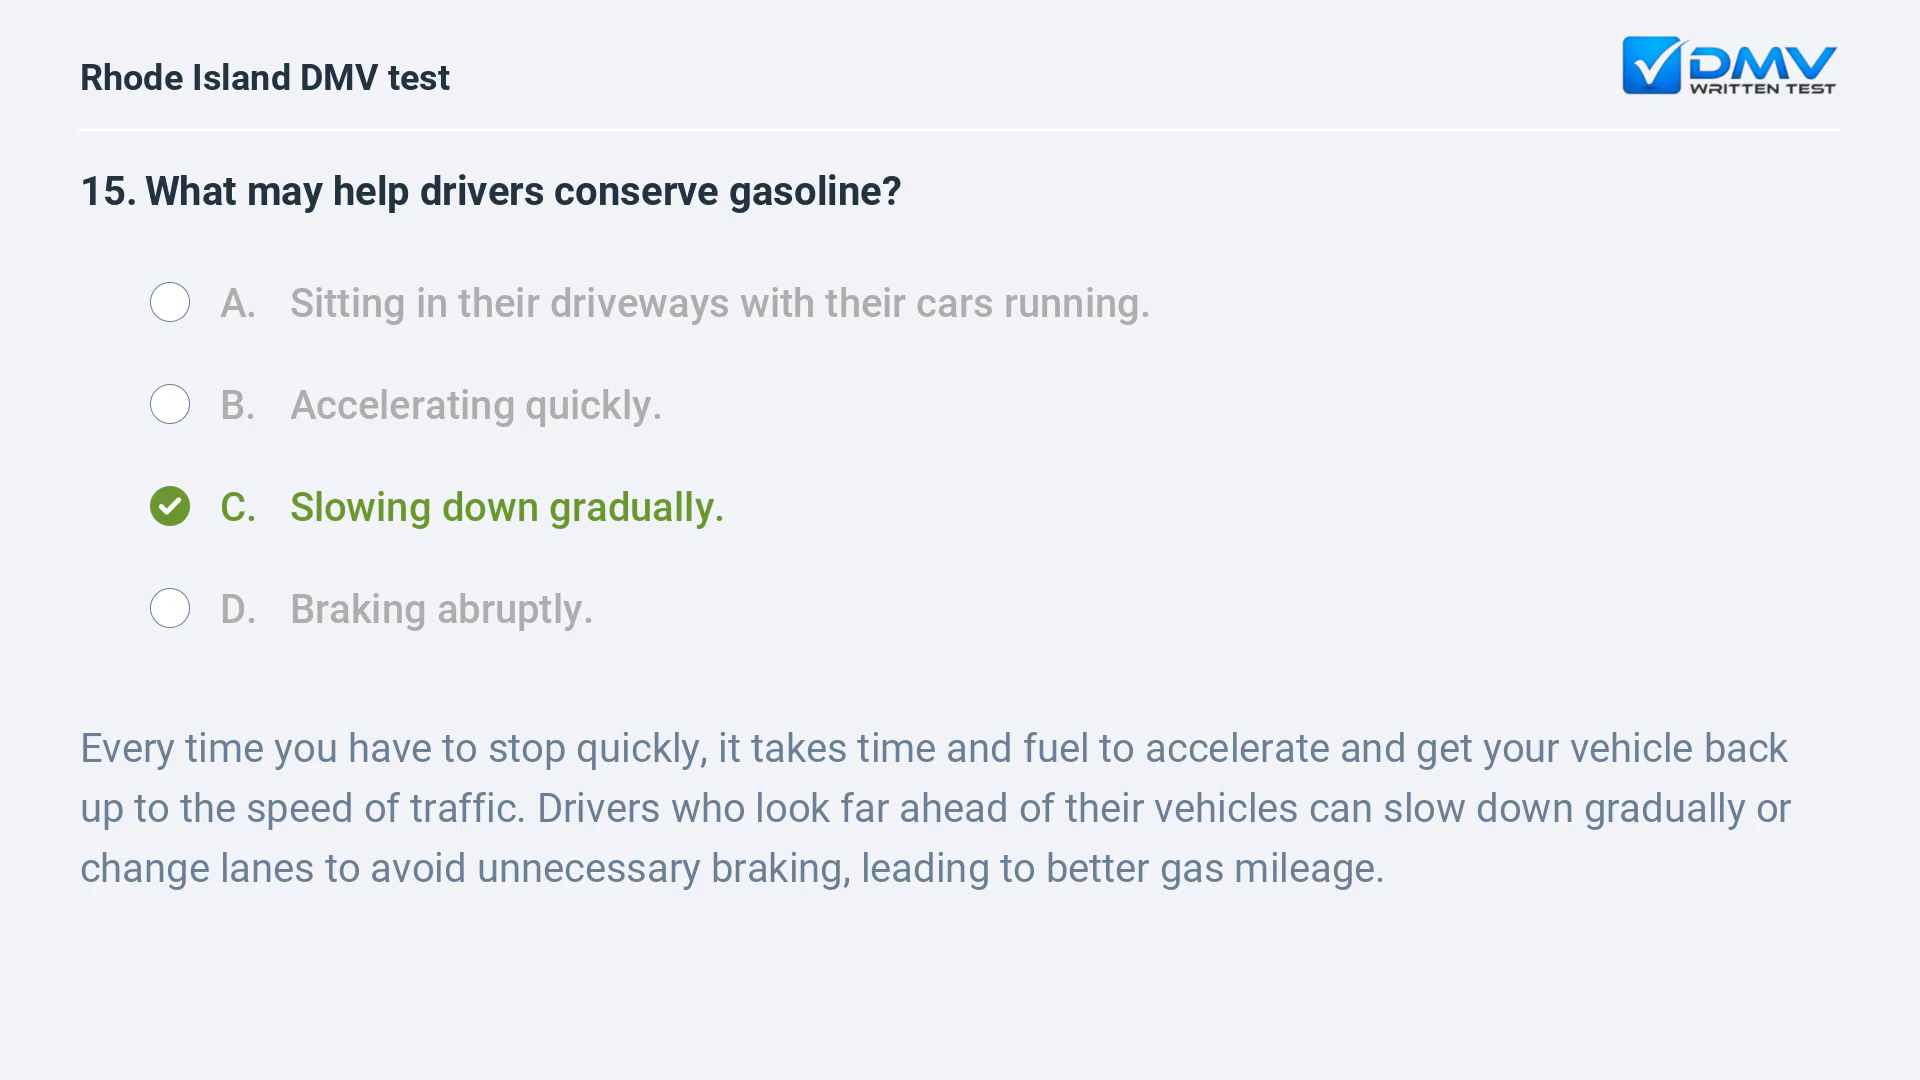 Rhode Island DMV test
DMV
WRITTEN TEST
15. What may help drivers conserve gasoline?
A. Sitting in their driveways with their cars running.
B. Accelerating quickly.
C. Slowing down gradually.
D. Braking abruptly.
Every time you have to stop quickly, it takes time and fuel to accelerate and get your vehicle back
up to the speed of traffic. Drivers who look far ahead of their vehicles can slow down gradually or
change lanes to avoid unnecessary braking, leading to better gas mileage.